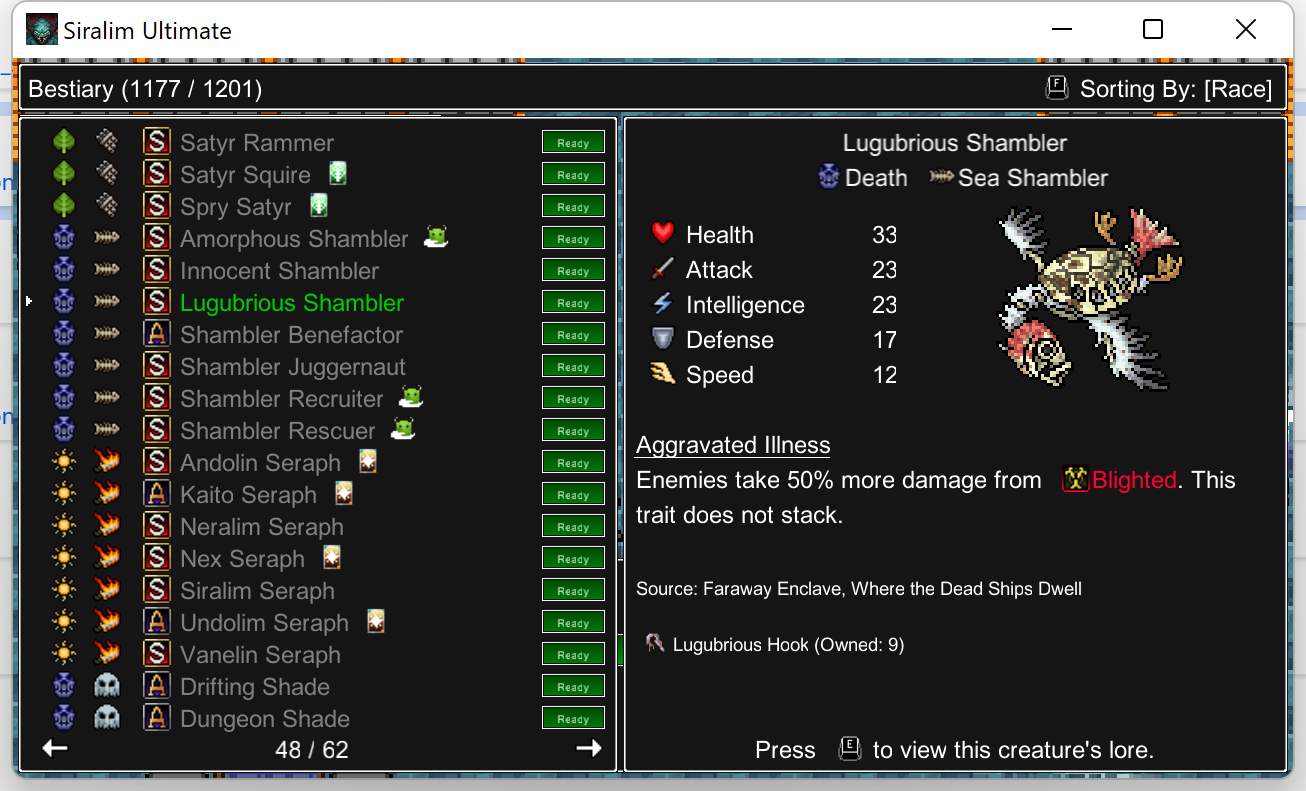 Siralim Ultimate
Bestiary (1177 / 1201)
F Sorting By: [Race]
S Satyr Rammer Ready
S Satyr Squire Ready
S Spry Satyr Ready
S Amorphous Shambler Ready
S Innocent Shambler Ready
S Lugubrious Shambler Ready
A Shambler Benefactor Ready
S Shambler Juggernaut Ready
S Shambler Recruiter Ready
S Shambler Rescuer Ready
S Andolin Seraph Ready
A Kaito Seraph Ready
S Neralim Seraph Ready
S Nex Seraph Ready
S Siralim Seraph Ready
A Undolim Seraph Ready
S Vanelin Seraph Ready
A Drifting Shade Ready
A Dungeon Shade Ready
48 / 62
Lugubrious Shambler
Death Sea Shambler
Health 33
Attack 23
Intelligence 23
Defense 17
Speed 12
Aggravated Illness
Enemies take 50% more damage from Blighted. This
trait does not stack.
Source: Faraway Enclave, Where the Dead Ships Dwell
Lugubrious Hook (Owned: 9)
Press E to view this creature's lore.